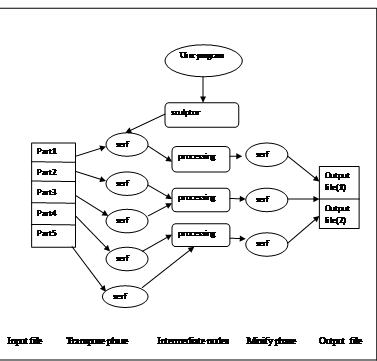 User program
sculptor
Part1
Part2
Part3
Part4
Part5
serf
serf
serf
serf
serf
processing
processing
processing
serf
serf
serf
Output
file(1)
Output
file(2)
Input file
Transpose phase
Intermediate nodes
Minify phase
Output file